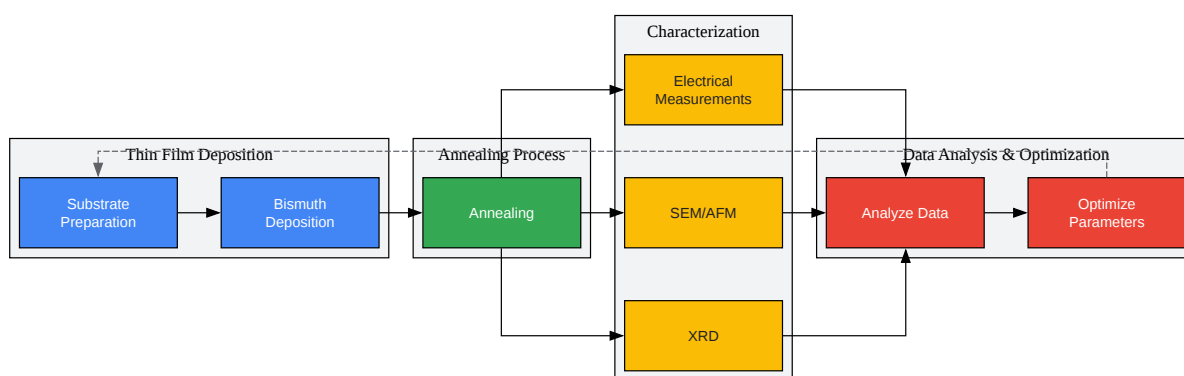 Thin Film Deposition
Substrate
Preparation
Bismuth
Deposition
Annealing Process
Annealing
Characterization
Electrical
Measurements
SEM/AFM
XRD
Data Analysis & Optimization
Analyze Data
Optimize
Parameters